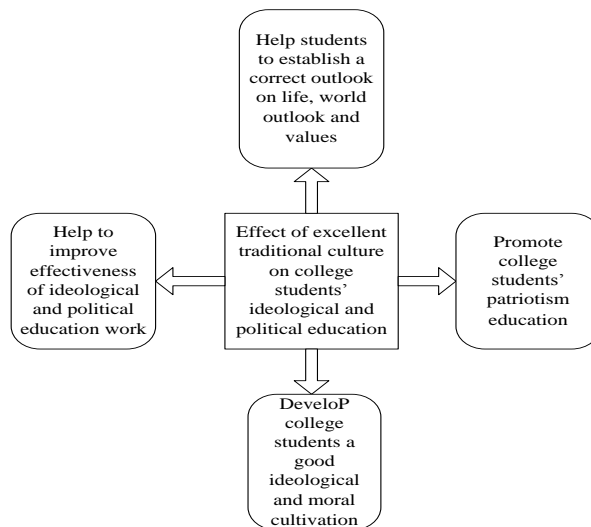 Help students
to establish a
correct outlook
on life, world
outlook and
values
Help to
improve
effectiveness
of ideological
and political
education work
Effect of excellent
traditional culture
on college
students’
ideological and
political education
Promote
college
students’
patriotism
education
DeveloP
college
students a
good
ideological
and moral
cultivation